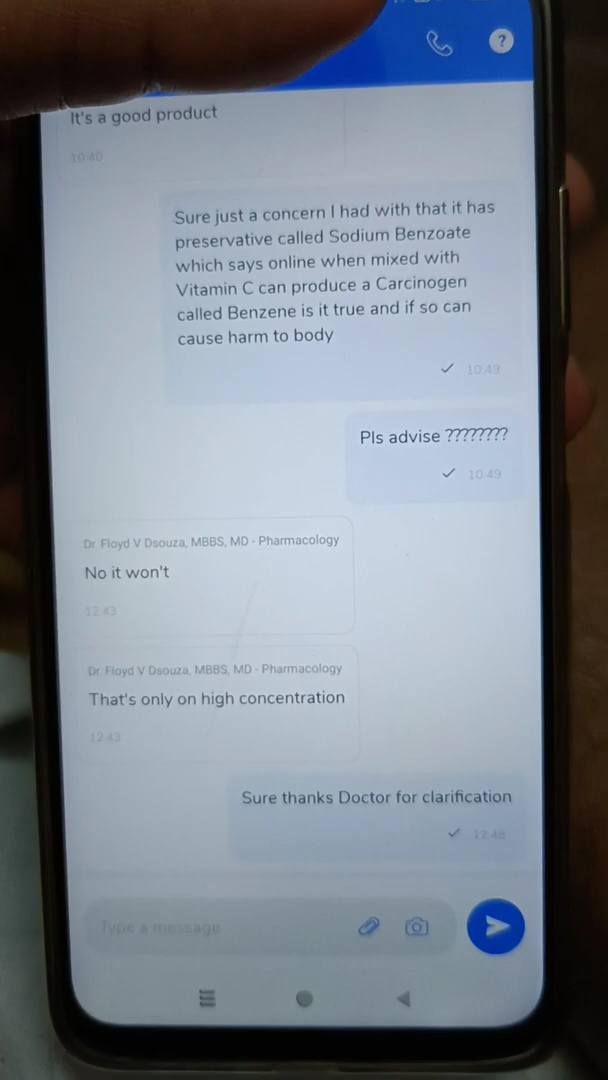 It's a good product
10:40
Sure just a concern I had with that it has
preservative called Sodium Benzoate
which says online when mixed with
Vitamin C can produce a Carcinogen
called Benzene is it true and if so can
cause harm to body
10:49
Pls advise ????????
10:49
Dr. Floyd V Dsouza, MBBS, MD - Pharmacology
No it won't
12:43
Dr. Floyd V Dsouza, MBBS, MD - Pharmacology
That's only on high concentration
12:43
Sure thanks Doctor for clarification
12:48
Type a message